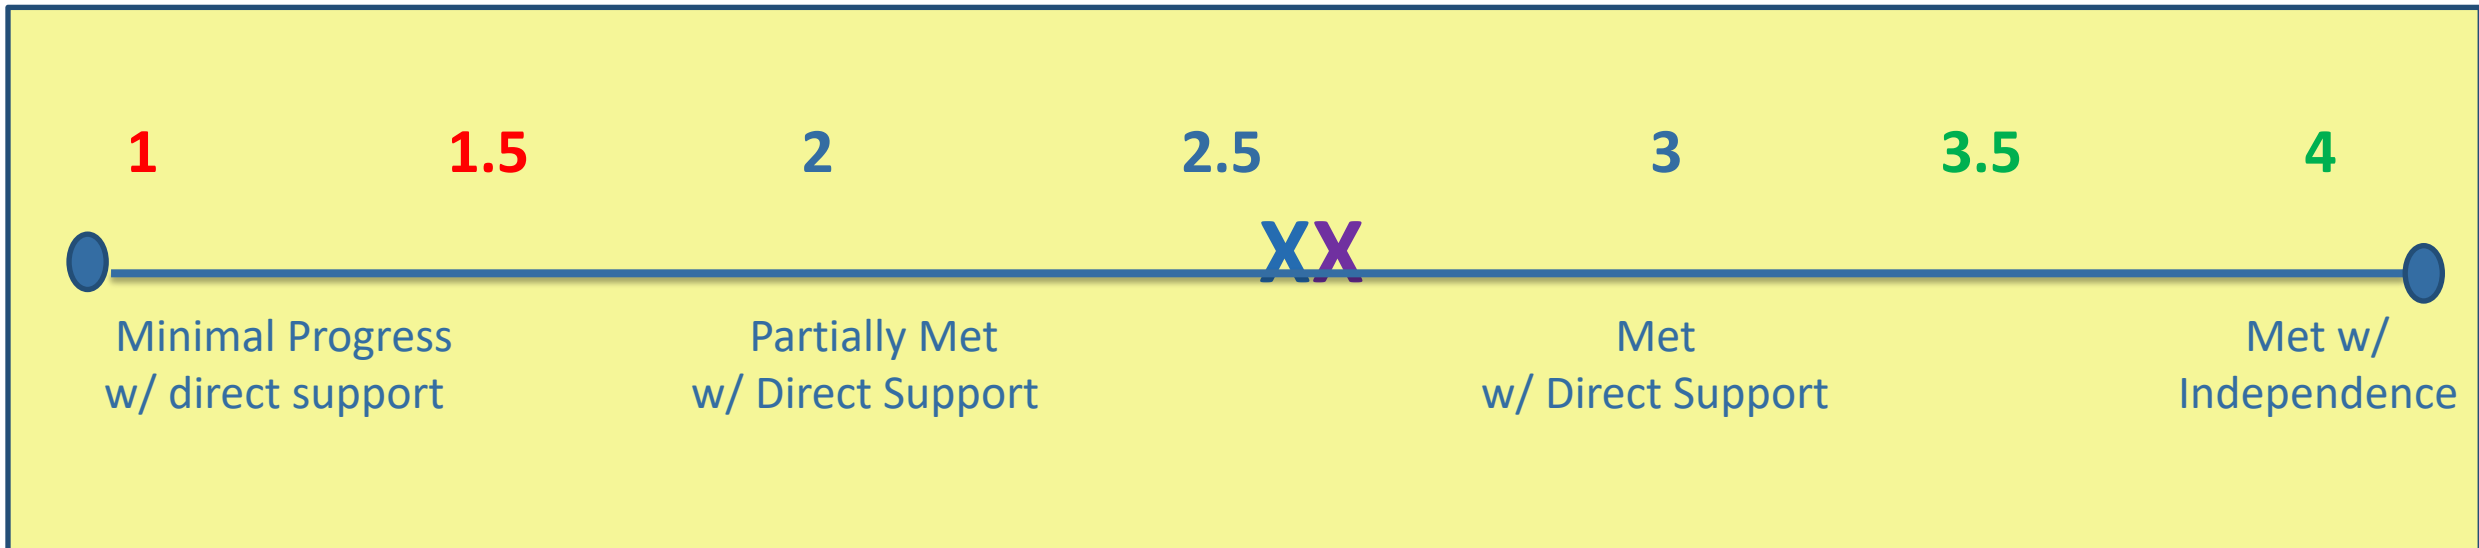 1 1.5 2 2.5 3 3.5 4
XX
Minimal Progress Partially Met Met Met w/
w/ direct support w/ Direct Support w/ Direct Support Independence